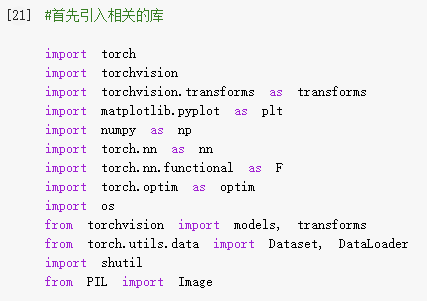 [21] #首先引入相关的库
import torch
import torchvision
import torchvision.transforms as transforms
import matplotlib.pyplot as plt
import numpy as np
import torch.nn as nn
import torch.nn.functional as F
import torch.optim as optim
import os
from torchvision import models, transforms
from torch.utils.data import Dataset, DataLoader
import shutil
from PIL import Image